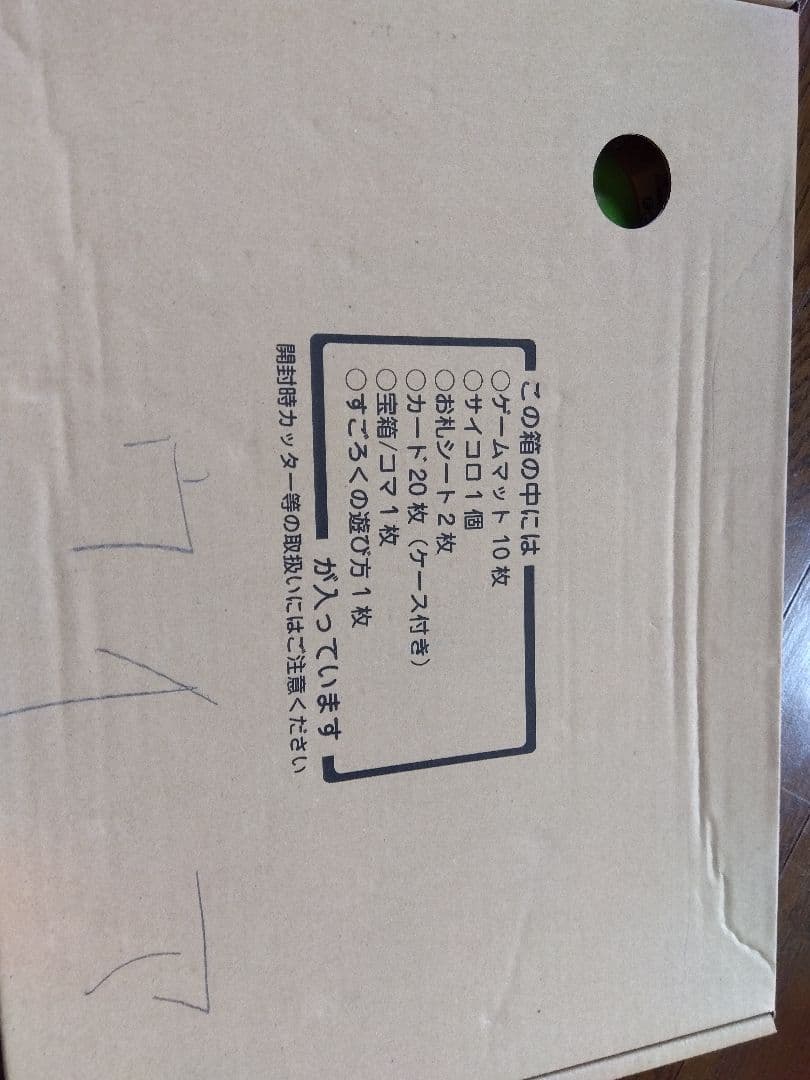 この箱の中には
○ゲームマット 10 枚
○サイコロ 1 個
○お札シート 2 枚
○カード 20 枚（ケース付き）
○宝箱/コマ 1 枚
○すごろくの遊び方 1 枚
が入っています
開封時カッター等の取扱いにはご注意ください
ウイ ア